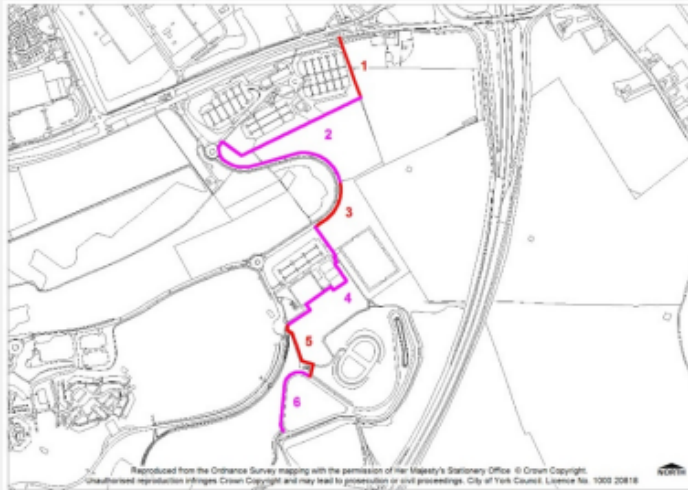 1
2
3
4
5
6
Reproduced from the Ordnance Survey mapping with the permission of Her Majesty's Stationery Office © Crown Copyright.
Unauthorised reproduction infringes Crown Copyright and may lead to prosecution or civil proceedings. City of York Council. Licence No. 1000 20818
NORTH